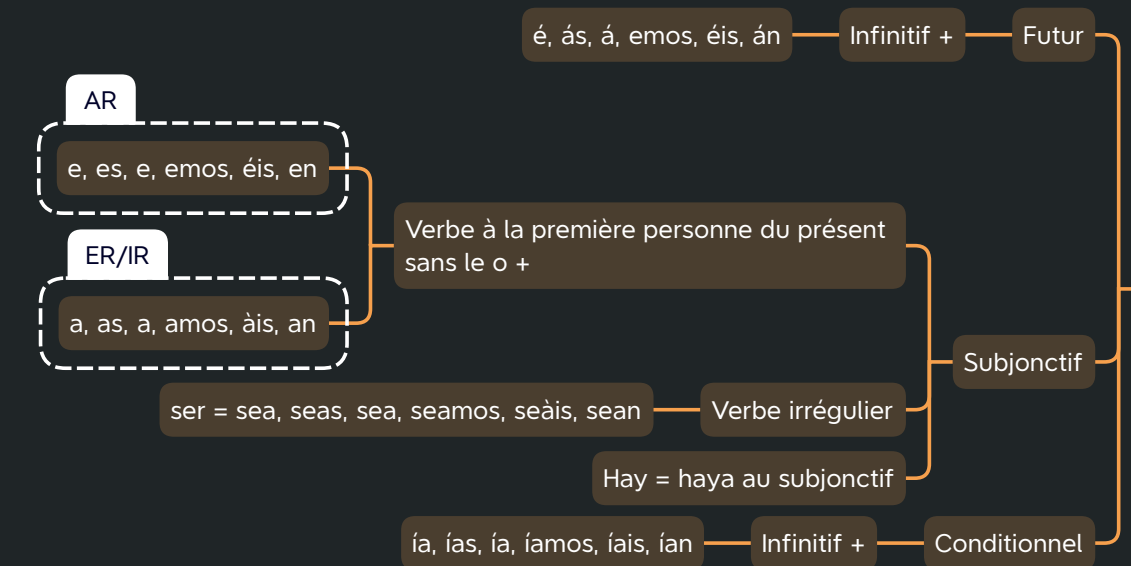 é, ás, á, emos, éis, án
Infinitif +
Futur
AR
e, es, e, emos, éis, en
Verbe à la première personne du présent
sans le o +
ER/IR
a, as, a, amos, àis, an
Subjonctif
ser = sea, seas, sea, seamos, seàis, sean
Verbe irrégulier
Hay = haya au subjonctif
ía, ías, ía, íamos, íais, ían
Infinitif +
Conditionnel